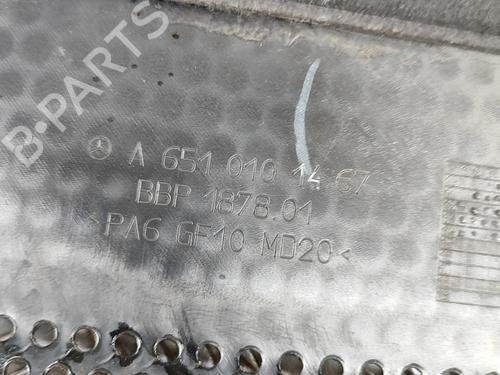 B-PARTS
A 651 010 14 67
BBP 1878.01
>PA6 GF10 MD20<